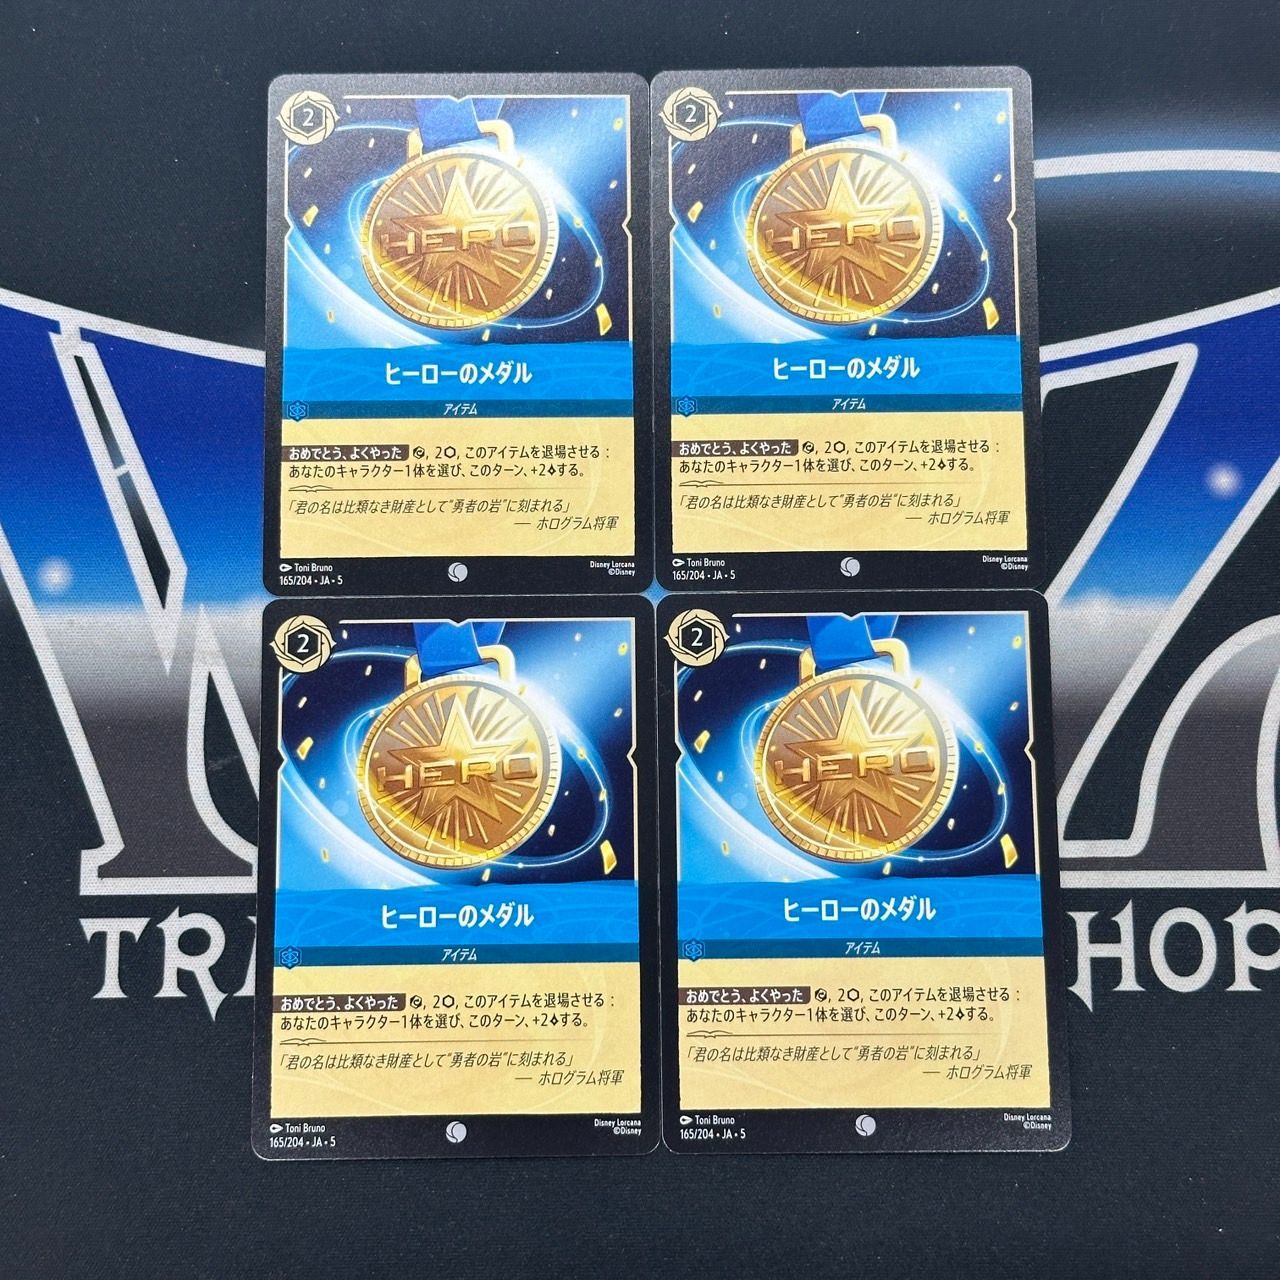 2
HERO
ヒーローのメダル
アイテム
おめでとう、よくやった , 2, このアイテムを退場させる：
あなたのキャラクター1体を選び、このターン、+2する。
「君の名は比類なき財産として“勇者の岩”に刻まれる」
― ホログラム将軍
Toni Bruno
165/204・JA・5
Disney Lorcana
©Disney
2
HERO
ヒーローのメダル
アイテム
おめでとう、よくやった , 2, このアイテムを退場させる：
あなたのキャラクター1体を選び、このターン、+2する。
「君の名は比類なき財産として“勇者の岩”に刻まれる」
― ホログラム将軍
Toni Bruno
165/204・JA・5
Disney Lorcana
©Disney
2
HERO
ヒーローのメダル
アイテム
おめでとう、よくやった , 2, このアイテムを退場させる：
あなたのキャラクター1体を選び、このターン、+2する。
「君の名は比類なき財産として“勇者の岩”に刻まれる」
― ホログラム将軍
Toni Bruno
165/204・JA・5
Disney Lorcana
©Disney
2
HERO
ヒーローのメダル
アイテム
おめでとう、よくやった , 2, このアイテムを退場させる：
あなたのキャラクター1体を選び、このターン、+2する。
「君の名は比類なき財産として“勇者の岩”に刻まれる」
― ホログラム将軍
Toni Bruno
165/204・JA・5
Disney Lorcana
©Disney
TRA
HOP